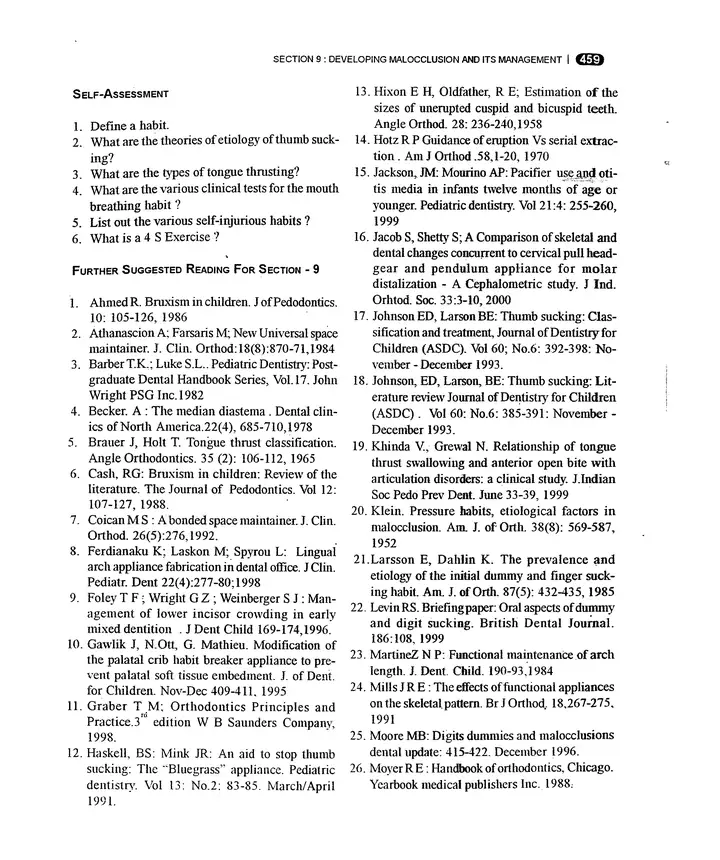 SECTION 9 : DEVELOPING MALOCCLUSION AND ITS MANAGEMENT | 459
SELF-ASSESSMENT
1. Define a habit.
2. What are the theories of etiology of thumb suck-
ing?
3. What are the types of tongue thrusting?
4. What are the various clinical tests for the mouth
breathing habit ?
5. List out the various self-injurious habits ?
6. What is a 4 S Exercise ?
FURTHER SUGGESTED READING FOR SECTION - 9
1. Ahmed R. Bruxism in children. J of Pedodontics.
10: 105-126, 1986
2. Athanascion A; Farsaris M; New Universal space
maintainer. J. Clin. Orthod:18(8):870-71,1984
3. Barber T.K.; Luke S.L.. Pediatric Dentistry: Post-
graduate Dental Handbook Series, Vol.17. John
Wright PSG Inc.1982
4. Becker. A : The median diastema . Dental clin-
ics of North America.22(4), 685-710,1978
5. Brauer J, Holt T. Tongue thrust classification.
Angle Orthodontics. 35 (2): 106-112, 1965
6. Cash, RG: Bruxism in children: Review of the
literature. The Journal of Pedodontics. Vol 12:
107-127, 1988.
7. Coican M S : A bonded space maintainer. J. Clin.
Orthod. 26(5):276,1992.
8. Ferdianaku K; Laskon M; Spyrou L: Lingual
arch appliance fabrication in dental office. J Clin.
Pediatr. Dent 22(4):277-80;1998
9. Foley T F ; Wright G Z ; Weinberger S J : Man-
agement of lower incisor crowding in early
mixed dentition . J Dent Child 169-174,1996.
10. Gawlik J, N.Ott, G. Mathieu. Modification of
the palatal crib habit breaker appliance to pre-
vent palatal soft tissue embedment. J. of Dent.
for Children. Nov-Dec 409-411, 1995
11. Graber T M; Orthodontics Principles and
Practice.3rd edition W B Saunders Company,
1998.
12. Haskell, BS: Mink JR: An aid to stop thumb
sucking: The "Bluegrass" appliance. Pediatric
dentistry. Vol 13: No.2: 83-85. March/April
1991.
13. Hixon E H, Oldfather, R E; Estimation of the
sizes of unerupted cuspid and bicuspid teeth.
Angle Orthod. 28: 236-240,1958
14. Hotz R P Guidance of eruption Vs serial extrac-
tion . Am J Orthod .58,1-20, 1970
15. Jackson, JM: Mourino AP: Pacifier use and oti-
tis media in infants twelve months of age or
younger. Pediatric dentistry. Vol 21:4: 255-260,
1999
16. Jacob S, Shetty S; A Comparison of skeletal and
dental changes concurrent to cervical pull head-
gear and pendulum appliance for molar
distalization - A Cephalometric study. J Ind.
Orhtod. Soc. 33:3-10, 2000
17. Johnson ED, Larson BE: Thumb sucking: Clas-
sification and treatment, Journal of Dentistry for
Children (ASDC). Vol 60; No.6: 392-398: No-
vember - December 1993.
18. Johnson, ED, Larson, BE: Thumb sucking: Lit-
erature review Journal of Dentistry for Children
(ASDC) . Vol 60: No.6: 385-391: November -
December 1993.
19. Khinda V., Grewal N. Relationship of tongue
thrust swallowing and anterior open bite with
articulation disorders: a clinical study. J.Indian
Soc Pedo Prev Dent. June 33-39, 1999
20. Klein. Pressure habits, etiological factors in
malocclusion. Am. J. of Orth. 38(8): 569-587,
1952
21.Larsson E, Dahlin K. The prevalence and
etiology of the initial dummy and finger suck-
ing habit. Am. J. of Orth. 87(5): 432-435, 1985
22. Levin RS. Briefing paper: Oral aspects of dummy
and digit sucking. British Dental Journal.
186:108, 1999
23. MartineZ N P: Functional maintenance of arch
length. J. Dent. Child. 190-93,1984
24. Mills J R E : The effects of functional appliances
on the skeletal pattern. Br J Orthod, 18,267-275,
1991
25. Moore MB: Digits dummies and malocclusions
dental update: 415-422. December 1996.
26. Moyer R E : Handbook of orthodontics, Chicago.
Yearbook medical publishers Inc. 1988.